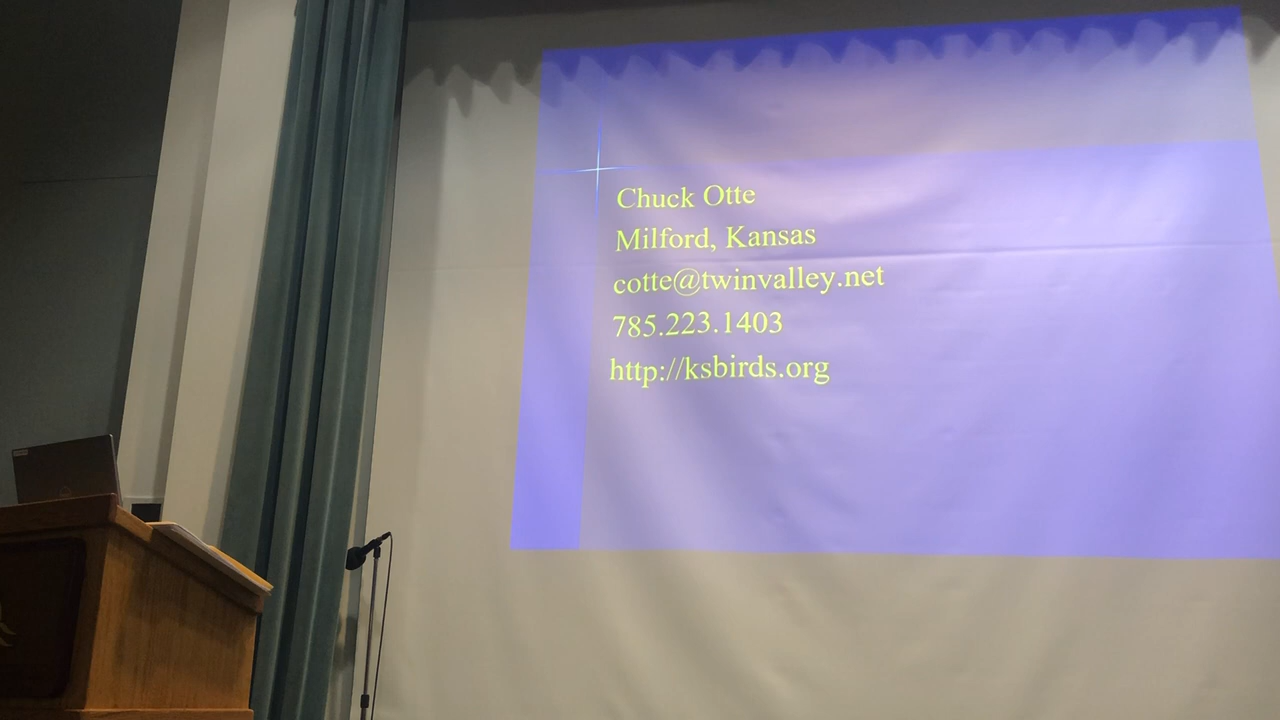 Chuck Otte
Milford, Kansas
cotte@twinvalley.net
785.223.1403
http://ksbirds.org